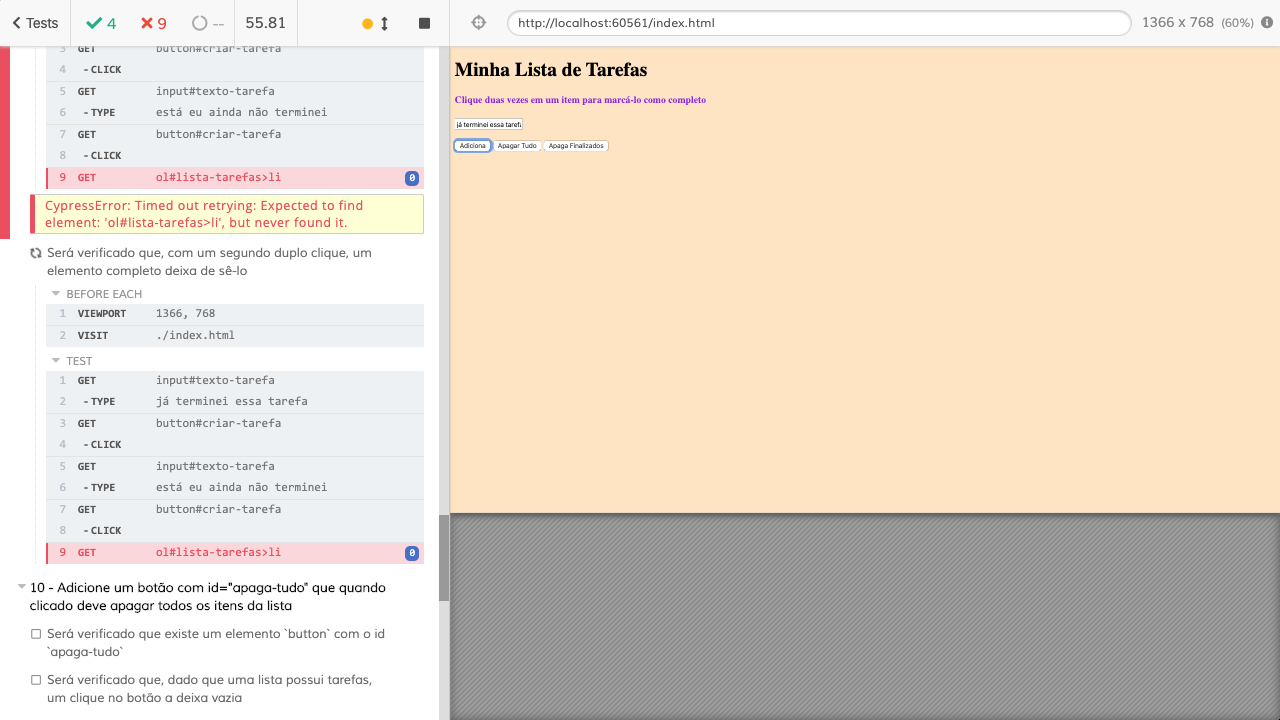 Tests
4
9
--
55.81
http://localhost:60561/index.html
1366 x 768 (60%)
3 GET button#criar-tarefa
4 - CLICK
5 GET input#texto-tarefa
6 - TYPE está eu ainda não terminei
7 GET button#criar-tarefa
8 - CLICK
9 GET ol#lista-tarefas>li 0
CypressError: Timed out retrying: Expected to find
element: 'ol#lista-tarefas>li', but never found it.
Será verificado que, com um segundo duplo clique, um
elemento completo deixa de sê-lo
BEFORE EACH
1 VIEWPORT 1366, 768
2 VISIT ./index.html
TEST
1 GET input#texto-tarefa
2 - TYPE já terminei essa tarefa
3 GET button#criar-tarefa
4 - CLICK
5 GET input#texto-tarefa
6 - TYPE está eu ainda não terminei
7 GET button#criar-tarefa
8 - CLICK
9 GET ol#lista-tarefas>li 0
10 - Adicione um botão com id="apaga-tudo" que quando
clicado deve apagar todos os itens da lista
Será verificado que existe um elemento `button` com o id
`apaga-tudo`
Será verificado que, dado que uma lista possui tarefas,
um clique no botão a deixa vazia
Minha Lista de Tarefas
Clique duas vezes em um item para marcá-lo como completo
já terminei essa taref
Adiciona Apagar Tudo Apaga Finalizados